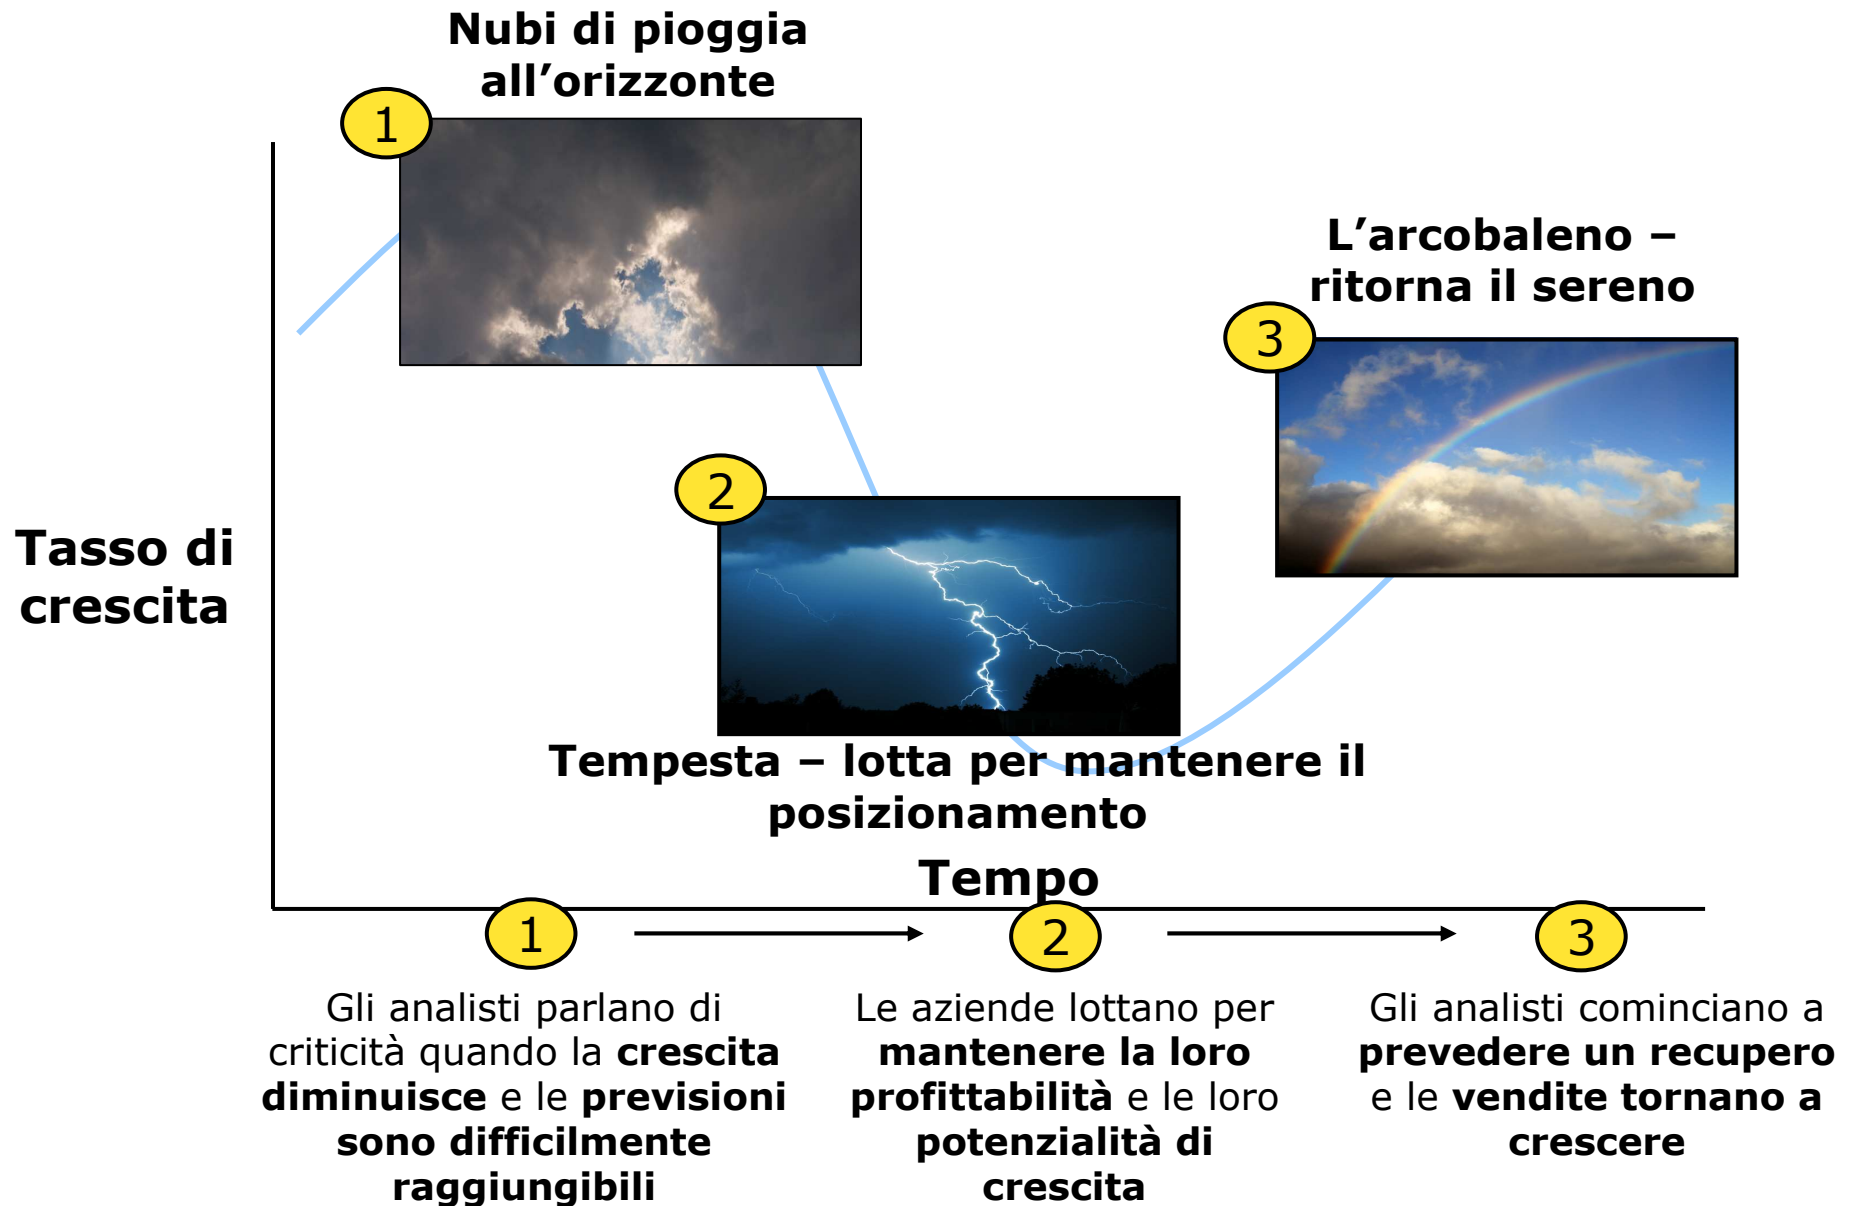 Nubi di pioggia
all’orizzonte
1
L’arcobaleno –
ritorna il sereno
3
2
Tasso di
crescita
Tempesta – lotta per mantenere il
posizionamento
Tempo
1
2
3
Gli analisti parlano di
criticità quando la crescita
diminuisce e le previsioni
sono difficilmente
raggiungibili
Le aziende lottano per
mantenere la loro
profittabilità e le loro
potenzialità di
crescita
Gli analisti cominciano a
prevedere un recupero
e le vendite tornano a
crescere